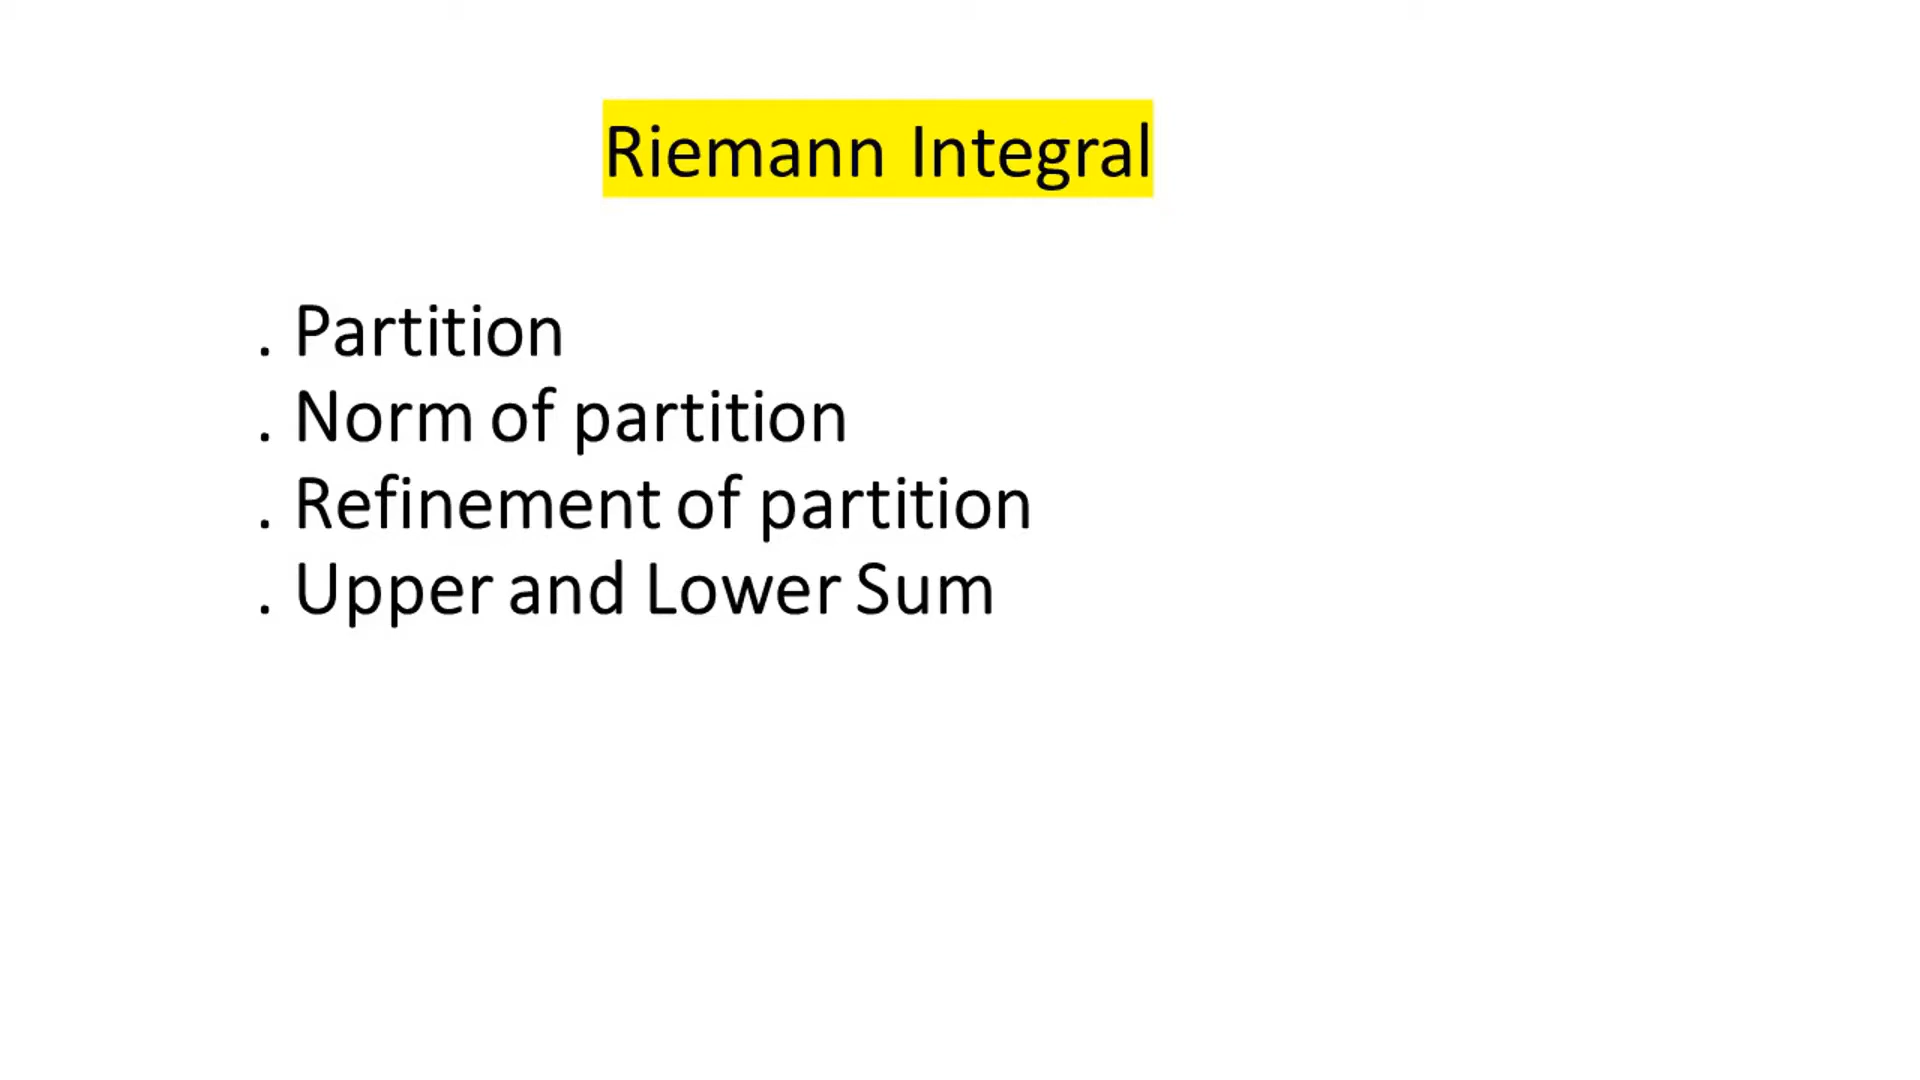 Riemann Integral
. Partition
. Norm of partition
. Refinement of partition
. Upper and Lower Sum